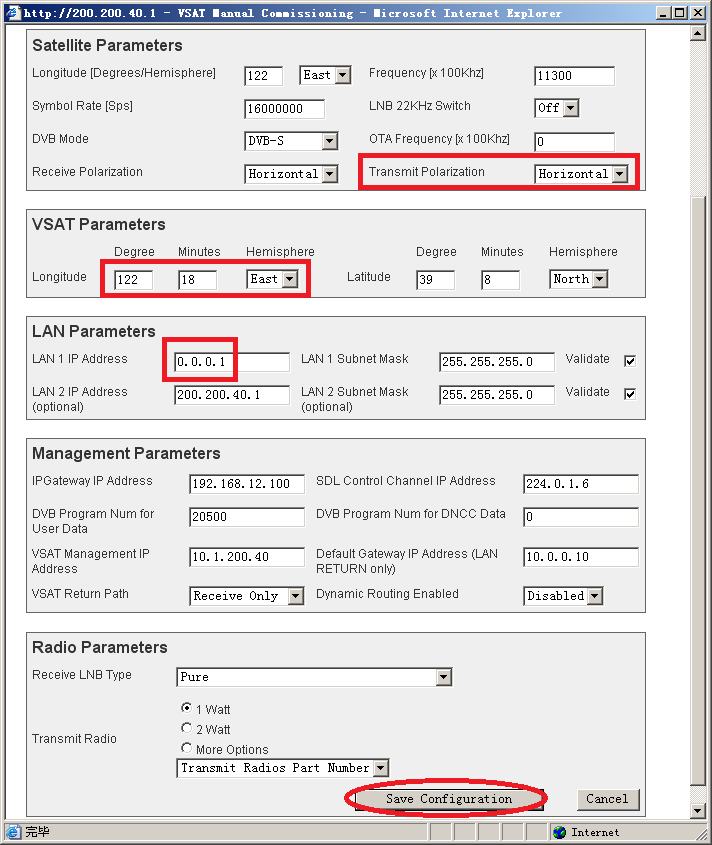 http://200.200.40.1 - VSAT Manual Commissioning - Microsoft Internet Explorer
Satellite Parameters
Longitude [Degrees/Hemisphere] 122 East Frequency [x 100Khz] 11300
Symbol Rate [Sps] 16000000 LNB 22KHz Switch Off
DVB Mode DVB-S OTA Frequency [x 100Khz] 0
Receive Polarization Horizontal Transmit Polarization Horizontal
VSAT Parameters
Degree Minutes Hemisphere Degree Minutes Hemisphere
Longitude 122 18 East Latitude 39 8 North
LAN Parameters
LAN 1 IP Address 0.0.0.1 LAN 1 Subnet Mask 255.255.255.0 Validate
LAN 2 IP Address 200.200.40.1 LAN 2 Subnet Mask 255.255.255.0 Validate
(optional) (optional)
Management Parameters
IPGateway IP Address 192.168.12.100 SDL Control Channel IP Address 224.0.1.6
DVB Program Num for 20500 DVB Program Num for DNCC Data 0
User Data
VSAT Management IP 10.1.200.40 Default Gateway IP Address (LAN 10.0.0.10
Address RETURN only)
VSAT Return Path Receive Only Dynamic Routing Enabled Disabled
Radio Parameters
Receive LNB Type Pure
1 Watt
2 Watt
Transmit Radio
More Options
Transmit Radios Part Number
Save Configuration Cancel
完毕 Internet